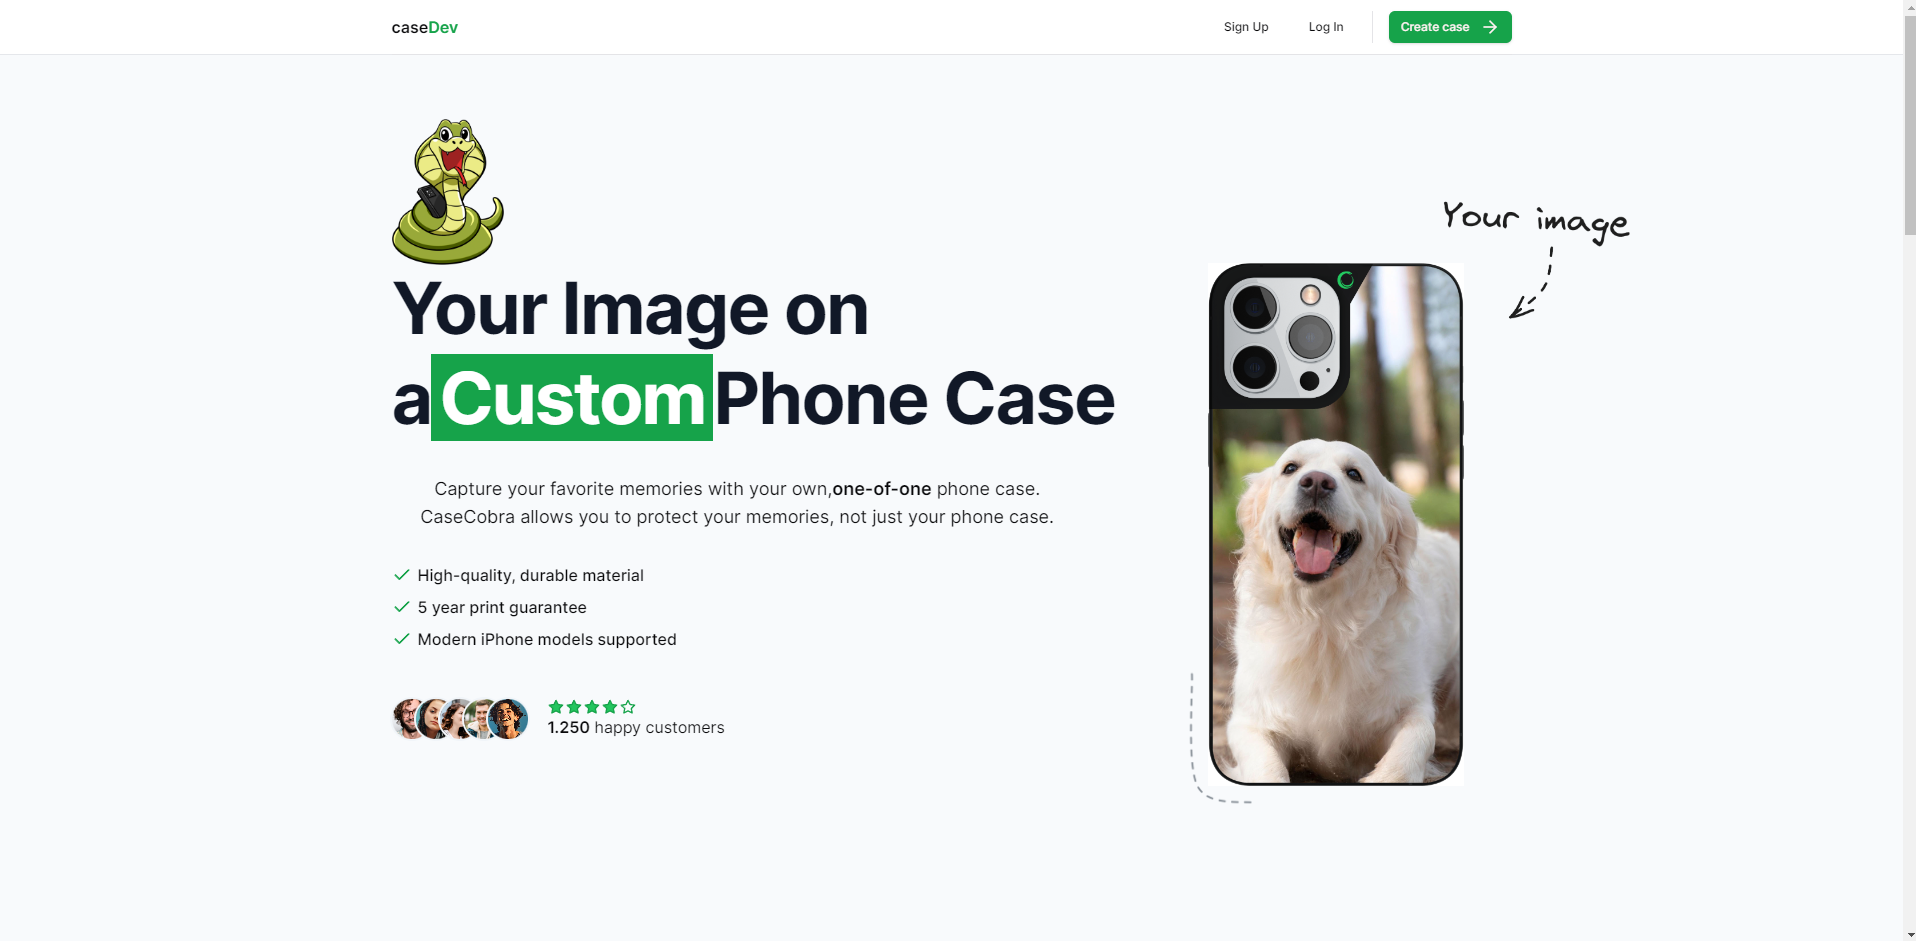 caseDev
Sign Up
Log In
Create case
Your image
Your Image on
a Custom Phone Case
Capture your favorite memories with your own,one-of-one phone case.
CaseCobra allows you to protect your memories, not just your phone case.
High-quality, durable material
5 year print guarantee
Modern iPhone models supported
1.250 happy customers